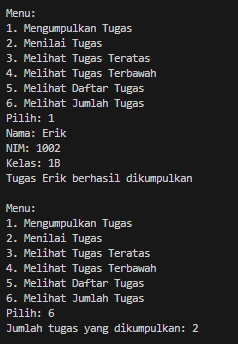 Menu:
1. Mengumpulkan Tugas
2. Menilai Tugas
3. Melihat Tugas Teratas
4. Melihat Tugas Terbawah
5. Melihat Daftar Tugas
6. Melihat Jumlah Tugas
Pilih: 1
Nama: Erik
NIM: 1002
Kelas: 1B
Tugas Erik berhasil dikumpulkan

Menu:
1. Mengumpulkan Tugas
2. Menilai Tugas
3. Melihat Tugas Teratas
4. Melihat Tugas Terbawah
5. Melihat Daftar Tugas
6. Melihat Jumlah Tugas
Pilih: 6
Jumlah tugas yang dikumpulkan: 2